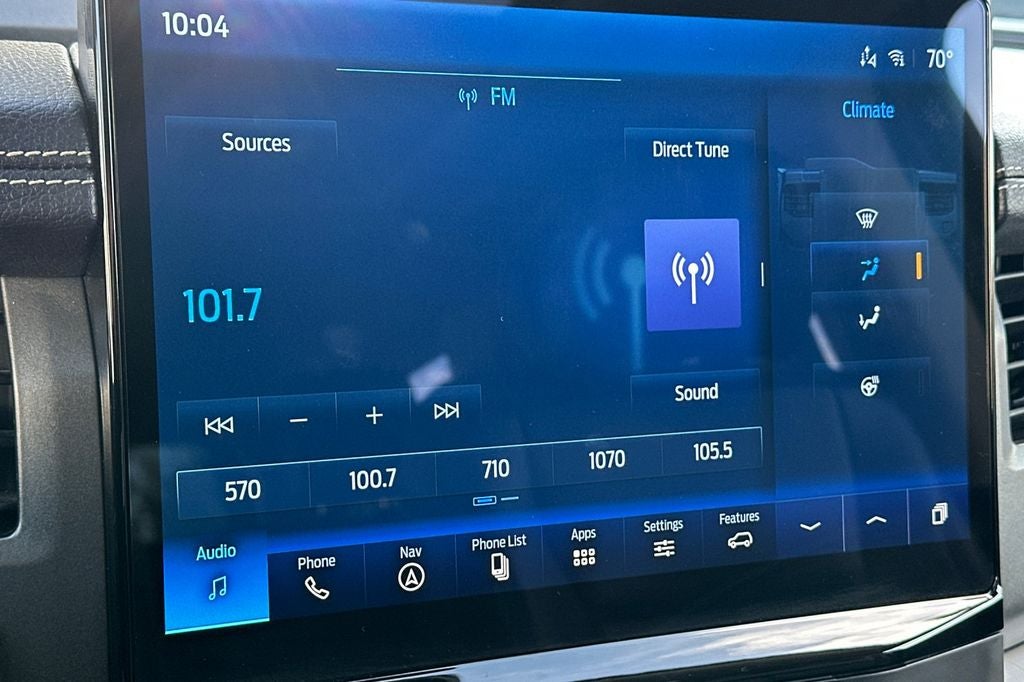 10:04
70°
FM
Climate
Sources
Direct Tune
101.7
Sound
570 100.7 710 1070 105.5
Audio Phone Nav Phone List Apps Settings Features